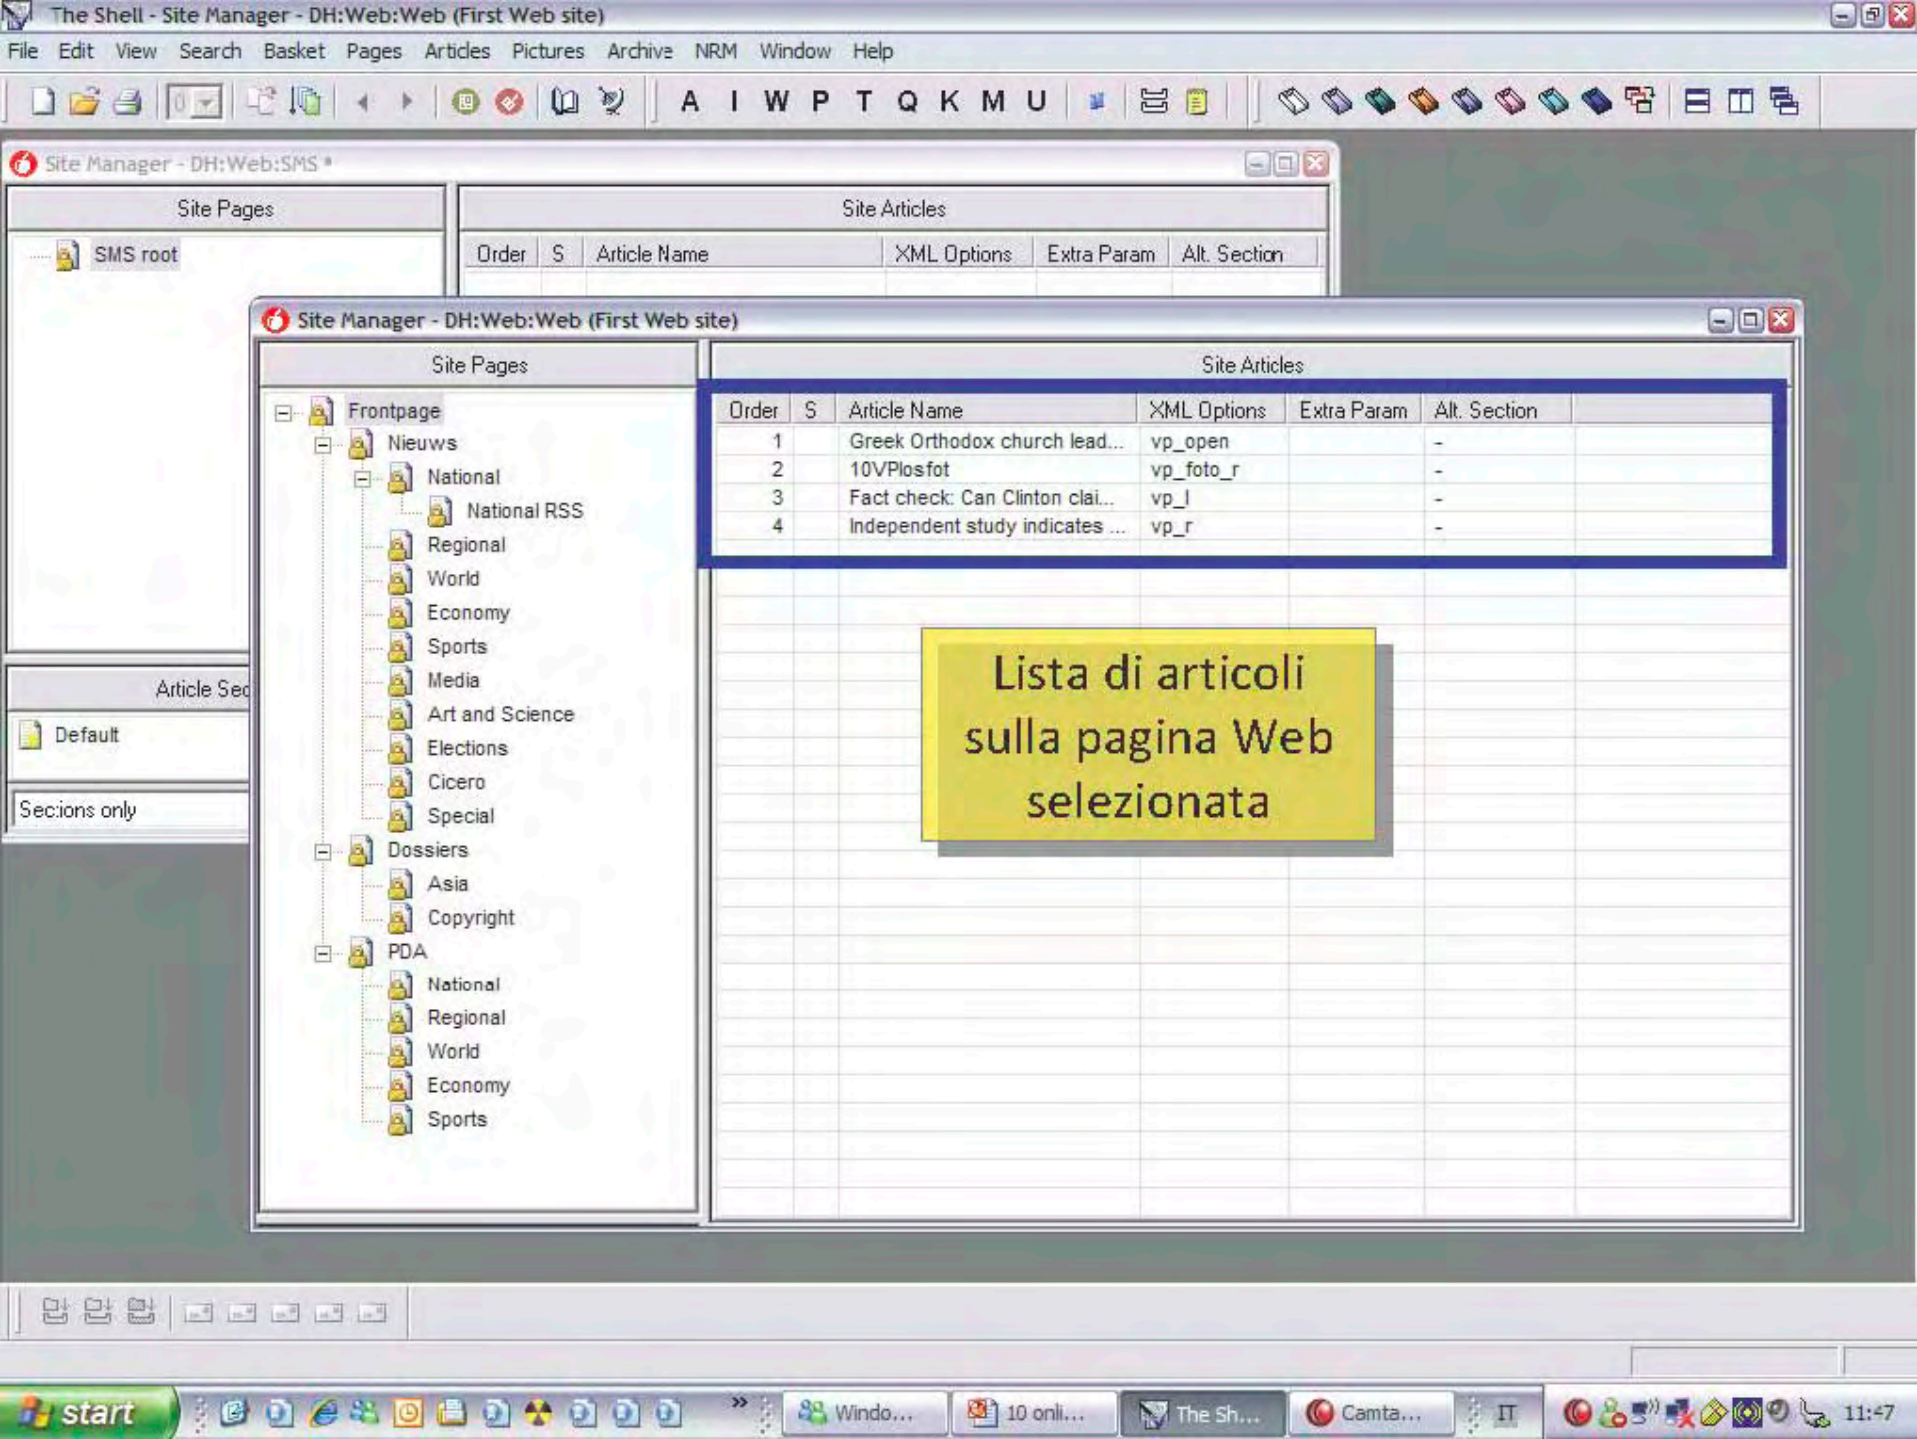 The Shell - Site Manager - DH:Web:Web (First Web site)
File Edit View Search Basket Pages Articles Pictures Archive NRM Window Help
A I W P T Q K M U
Site Manager - DH:Web:SMS *
Site Pages
Site Articles
SMS root
Order S Article Name XML Options Extra Param Alt. Section
Article Sec
Default
Sections only
Site Manager - DH:Web:Web (First Web site)
Site Pages
Site Articles
Frontpage
Nieuws
National
National RSS
Regional
World
Economy
Sports
Media
Art and Science
Elections
Cicero
Special
Dossiers
Asia
Copyright
PDA
National
Regional
World
Economy
Sports
Order S Article Name XML Options Extra Param Alt. Section
1 Greek Orthodox church lead... vp_open -
2 10VPlosfot vp_foto_r -
3 Fact check: Can Clinton clai... vp_l -
4 Independent study indicates ... vp_r -
Lista di articoli
sulla pagina Web
selezionata
start Windo... 10 onli... The Sh... Camta... IT 11:47